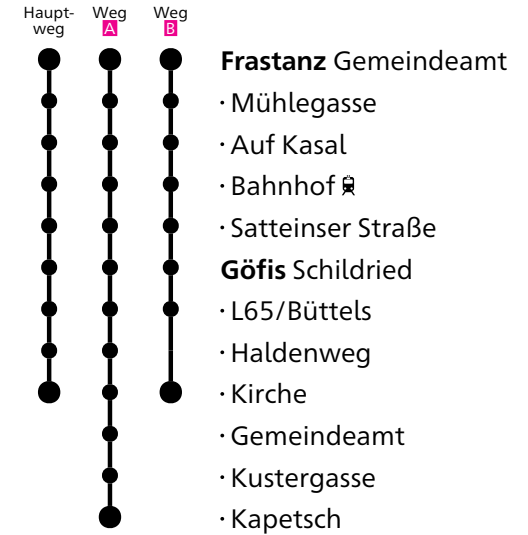 Haupt-
weg
Weg
A
Weg
B
Frastanz Gemeindeamt
· Mühlegasse
· Auf Kasal
· Bahnhof
· Satteinser Straße
Göfis Schildried
· L65/Büttels
· Haldenweg
· Kirche
· Gemeindeamt
· Kustergasse
· Kapetsch